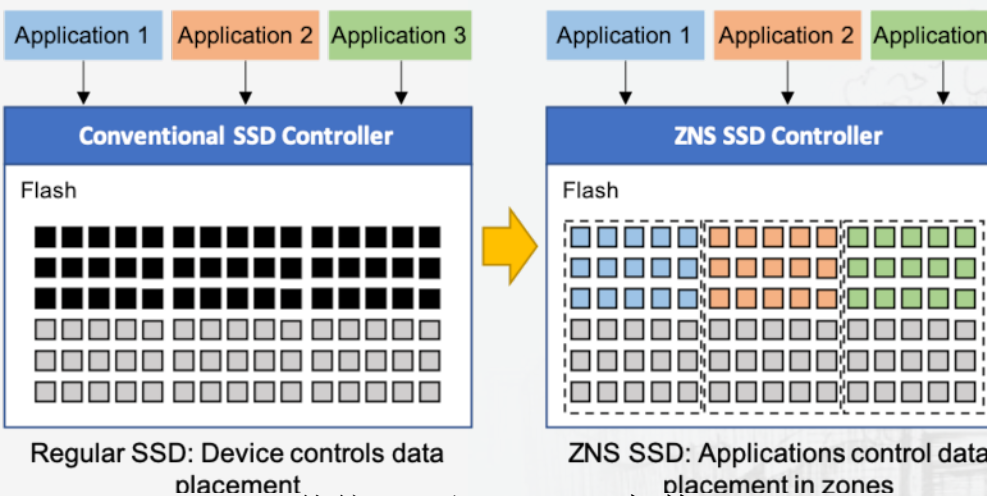 Application 1 Application 2 Application 3
Conventional SSD Controller
Flash
Regular SSD: Device controls data
placement
Application 1 Application 2 Application
ZNS SSD Controller
Flash
ZNS SSD: Applications control data
placement in zones